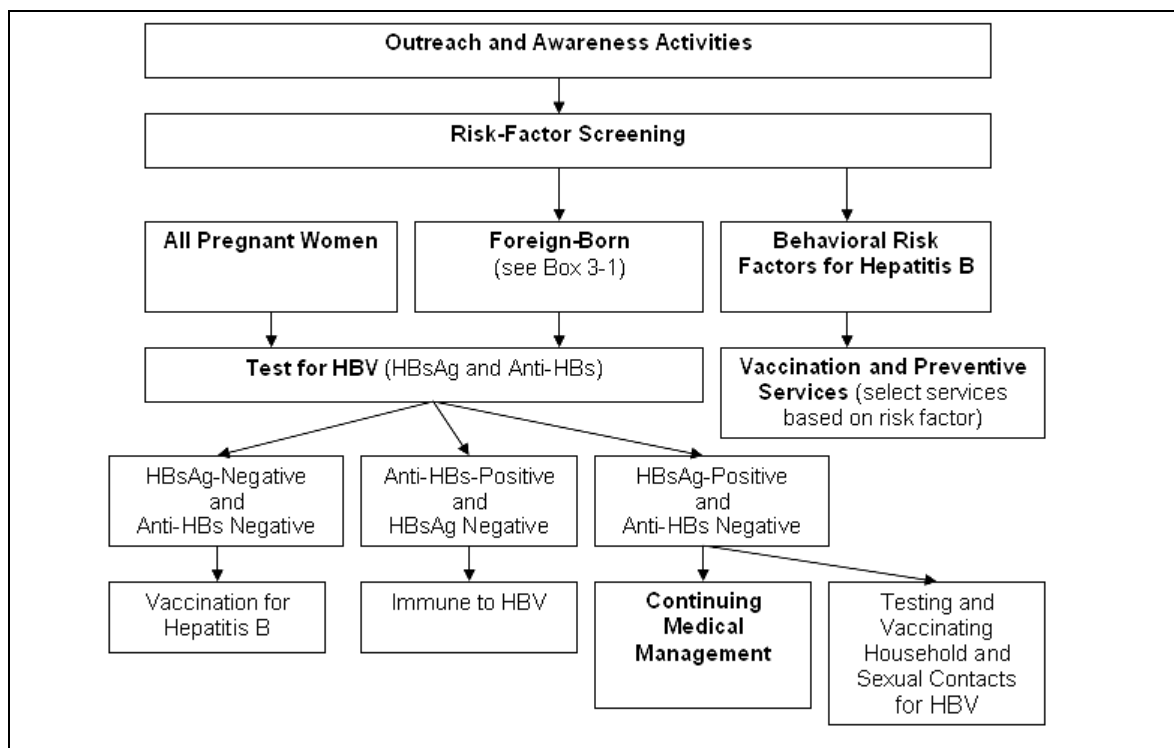 Outreach and Awareness Activities
Risk-Factor Screening
All Pregnant Women
Foreign-Born
(see Box 3-1)
Behavioral Risk
Factors for Hepatitis B
Test for HBV (HBsAg and Anti-HBs)
Vaccination and Preventive
Services (select services
based on risk factor)
HBsAg-Negative
and
Anti-HBs Negative
Anti-HBs-Positive
and
HBsAg Negative
HBsAg-Positive
and
Anti-HBs Negative
Vaccination for
Hepatitis B
Immune to HBV
Continuing
Medical
Management
Testing and
Vaccinating
Household and
Sexual Contacts
for HBV